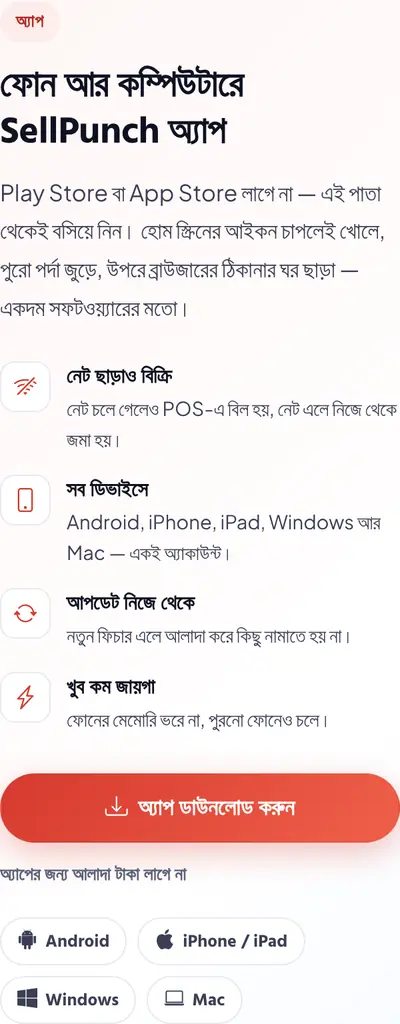 অ্যাপ
ফোন আর কম্পিউটারে
SellPunch অ্যাপ
Play Store বা App Store লাগে না — এই পাতা
থেকেই বসিয়ে নিন। হোম স্ক্রিনের আইকন চাপলেই খোলে,
পুরো পর্দা জুড়ে, উপরে ব্রাউজারের ঠিকানার ঘর ছাড়া —
একদম সফটওয়্যারের মতো।
নেট ছাড়াও বিক্রি
নেট চলে গেলেও POS-এ বিল হয়, নেট এলে নিজে থেকে
জমা হয়।
সব ডিভাইসে
Android, iPhone, iPad, Windows আর
Mac — একই অ্যাকাউন্ট।
আপডেট নিজে থেকে
নতুন ফিচার এলে আলাদা করে কিছু নামাতে হয় না।
খুব কম জায়গা
ফোনের মেমোরি ভরে না, পুরনো ফোনেও চলে।
অ্যাপ ডাউনলোড করুন
অ্যাপের জন্য আলাদা টাকা লাগে না
Android
iPhone / iPad
Windows
Mac